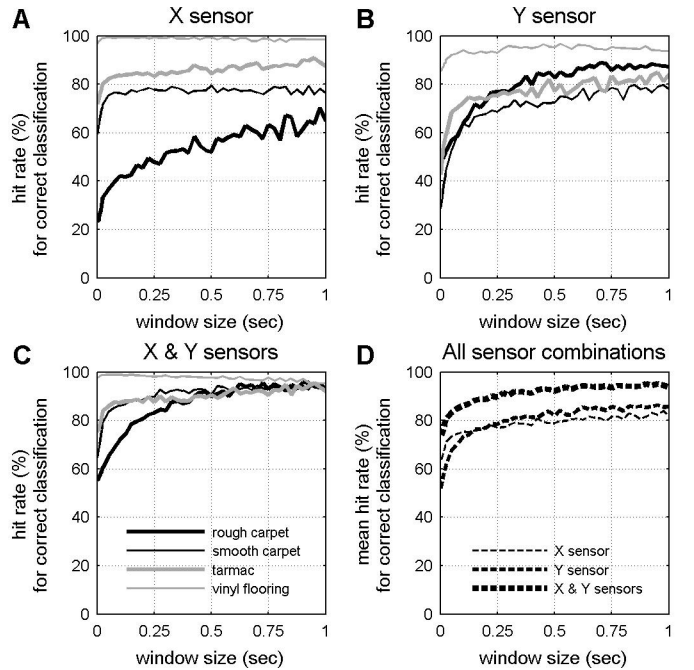 A
X sensor
hit rate (%)
for correct classification
100
80
60
40
20
0
0
0.25
0.5
0.75
1
window size (sec)
B
Y sensor
hit rate (%)
for correct classification
100
80
60
40
20
0
0
0.25
0.5
0.75
1
window size (sec)
C
X & Y sensors
hit rate (%)
for correct classification
100
80
60
40
20
0
rough carpet
smooth carpet
tarmac
vinyl flooring
0
0.25
0.5
0.75
1
window size (sec)
D
All sensor combinations
mean hit rate (%)
for correct classification
100
80
60
40
20
0
X sensor
Y sensor
X & Y sensors
0
0.25
0.5
0.75
1
window size (sec)